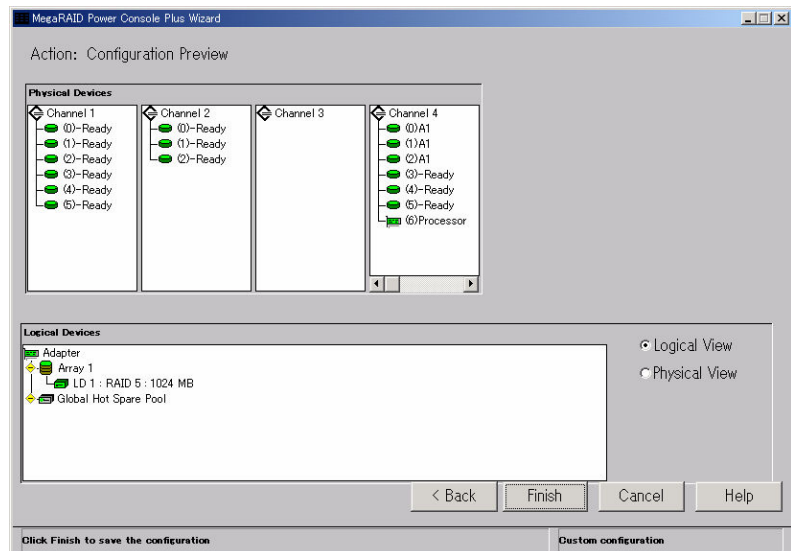 MegaRAID Power Console Plus Wizard
Action: Configuration Preview
Physical Devices
Channel 1
(0)-Ready
(1)-Ready
(2)-Ready
(3)-Ready
(4)-Ready
(5)-Ready
Channel 2
(0)-Ready
(1)-Ready
(2)-Ready
Channel 3
Channel 4
(0)A1
(1)A1
(2)A1
(3)-Ready
(4)-Ready
(5)-Ready
(6)Processor
Logical Devices
Adapter
Array 1
LD 1 : RAID 5 : 1024 MB
Global Hot Spare Pool
Logical View
Physical View
< Back
Finish
Cancel
Help
Click Finish to save the configuration
Custom configuration